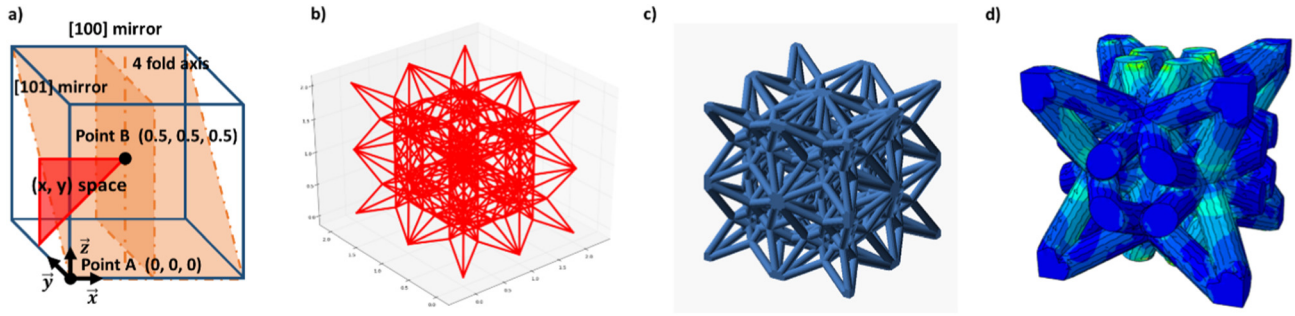 a)
[100] mirror
4 fold axis
[101] mirror
Point B (0.5, 0.5, 0.5)
(x, y) space
z
Point A (0, 0, 0)
y
x
b)
c)
d)